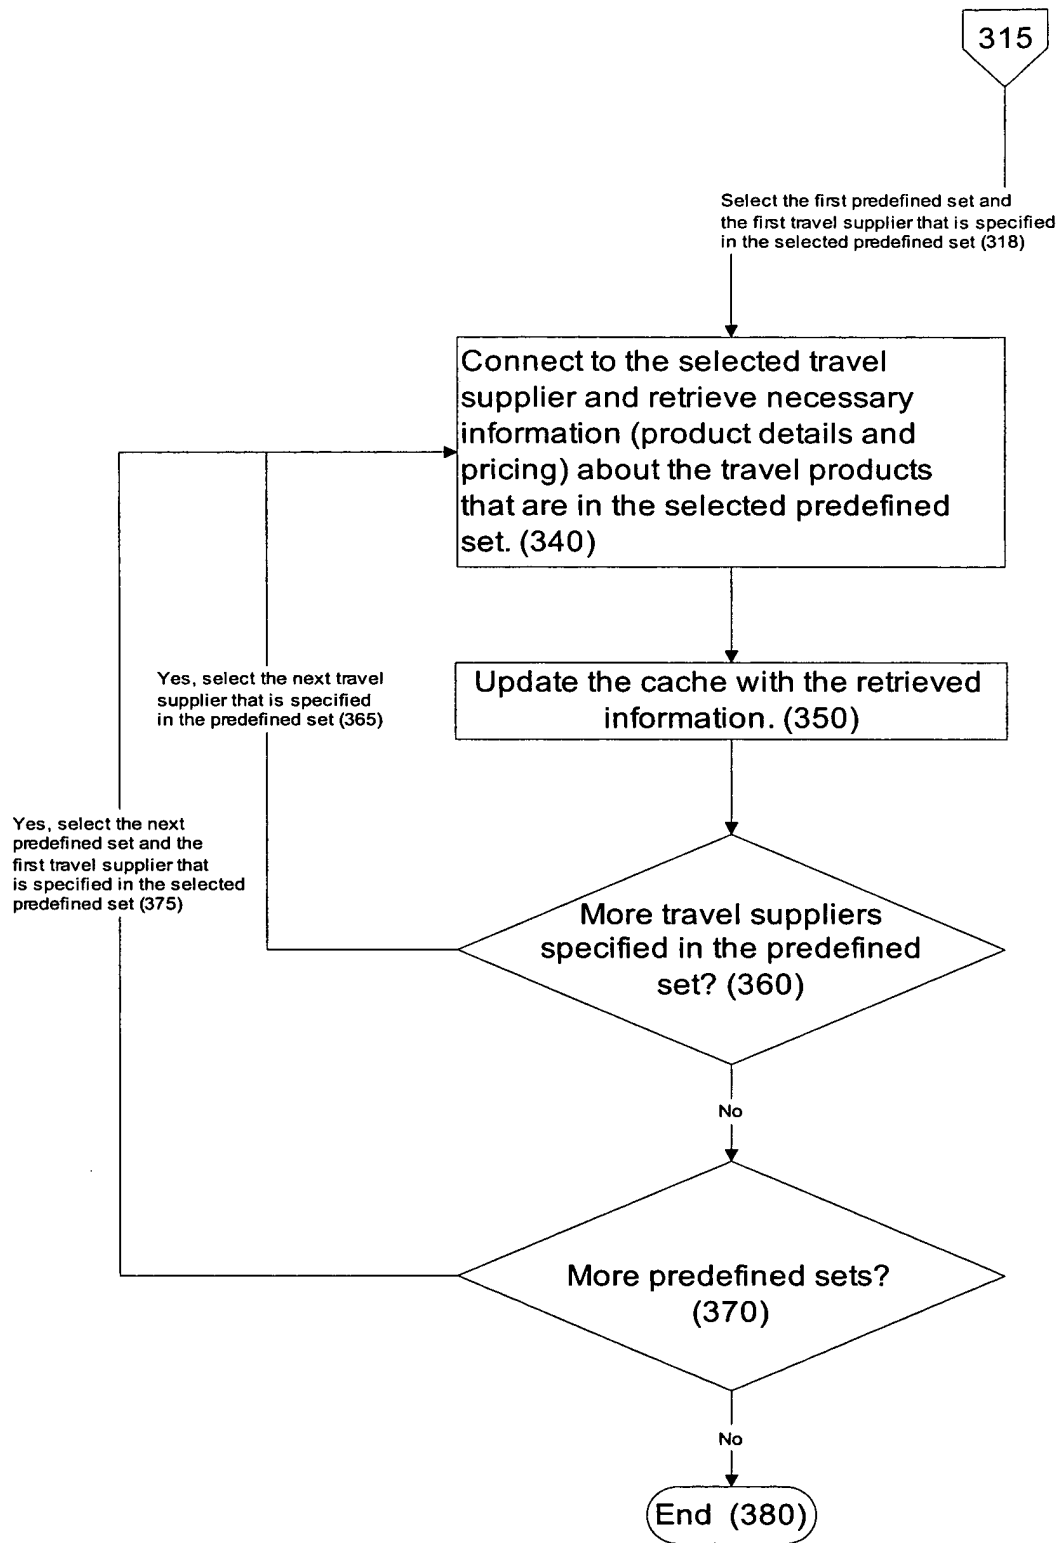 315
Select the first predefined set and
the first travel supplier that is specified
in the selected predefined set (318)
Connect to the selected travel
supplier and retrieve necessary
information (product details and
pricing) about the travel products
that are in the selected predefined
set. (340)
Yes, select the next travel
supplier that is specified
in the predefined set (365)
Update the cache with the retrieved
information. (350)
Yes, select the next
predefined set and the
first travel supplier that
is specified in the selected
predefined set (375)
More travel suppliers
specified in the predefined
set? (360)
No
More predefined sets?
(370)
No
End (380)